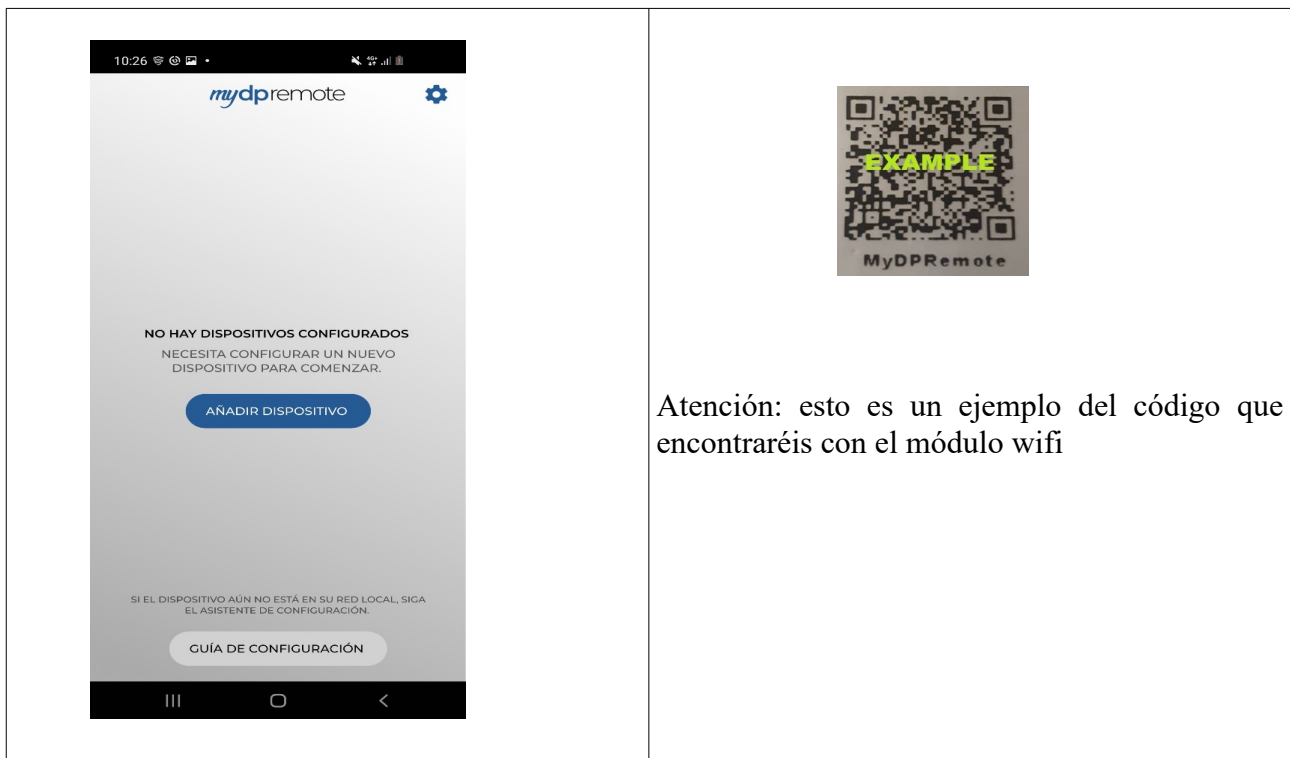 10:26
4G+
mydpremote
NO HAY DISPOSITIVOS CONFIGURADOS
NECESITA CONFIGURAR UN NUEVO
DISPOSITIVO PARA COMENZAR.
AÑADIR DISPOSITIVO
SI EL DISPOSITIVO AÚN NO ESTÁ EN SU RED LOCAL, SIGA
EL ASISTENTE DE CONFIGURACIÓN.
GUÍA DE CONFIGURACIÓN
EXAMPLE
MyDPRemote
Atención: esto es un ejemplo del código que
encontraréis con el módulo wifi